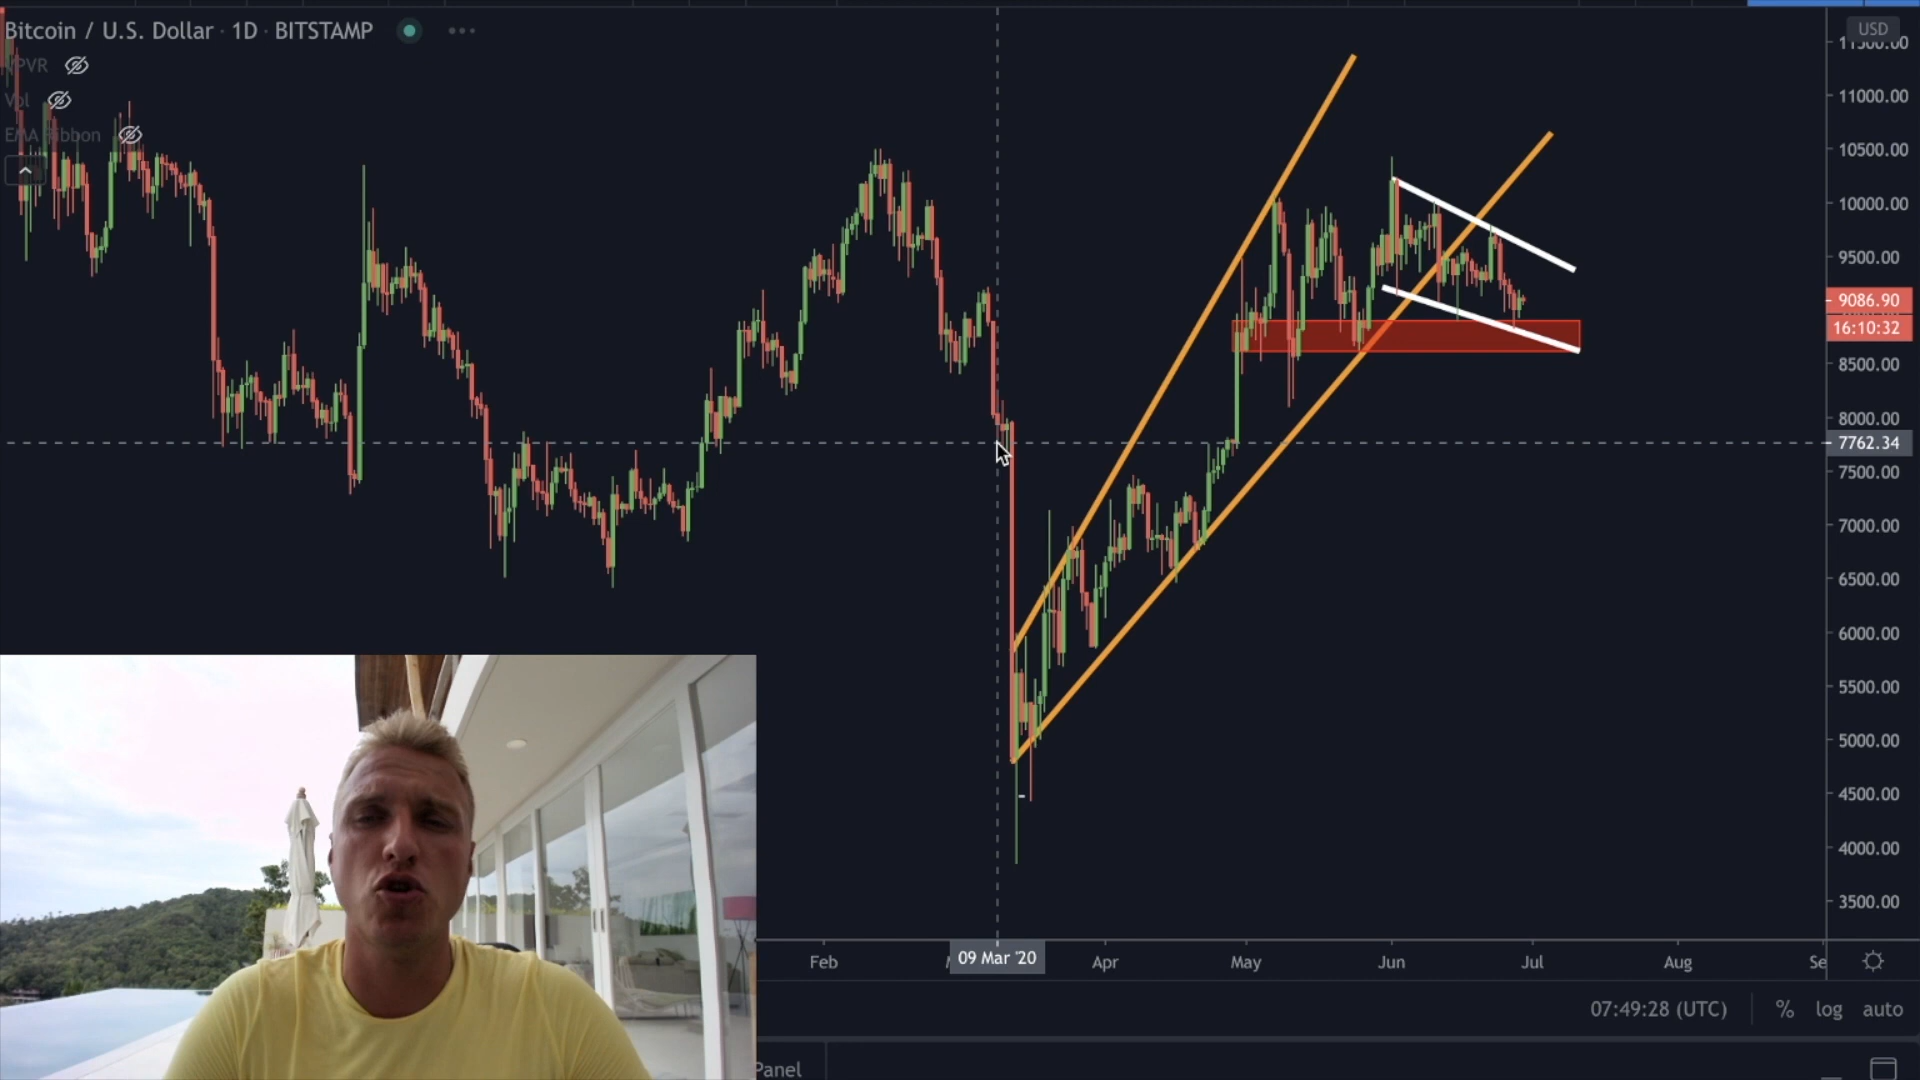 Bitcoin / U.S. Dollar · 1D · BITSTAMP
VPVR
Vol
EMA Ribbon
USD
11500.00
11000.00
10500.00
10000.00
9500.00
9086.90
16:10:32
8500.00
8000.00
7762.34
7500.00
7000.00
6500.00
6000.00
5500.00
5000.00
4500.00
4000.00
3500.00
Feb
09 Mar '20
Apr
May
Jun
Jul
Aug
Se
07:49:28 (UTC)
%
log
auto
Panel